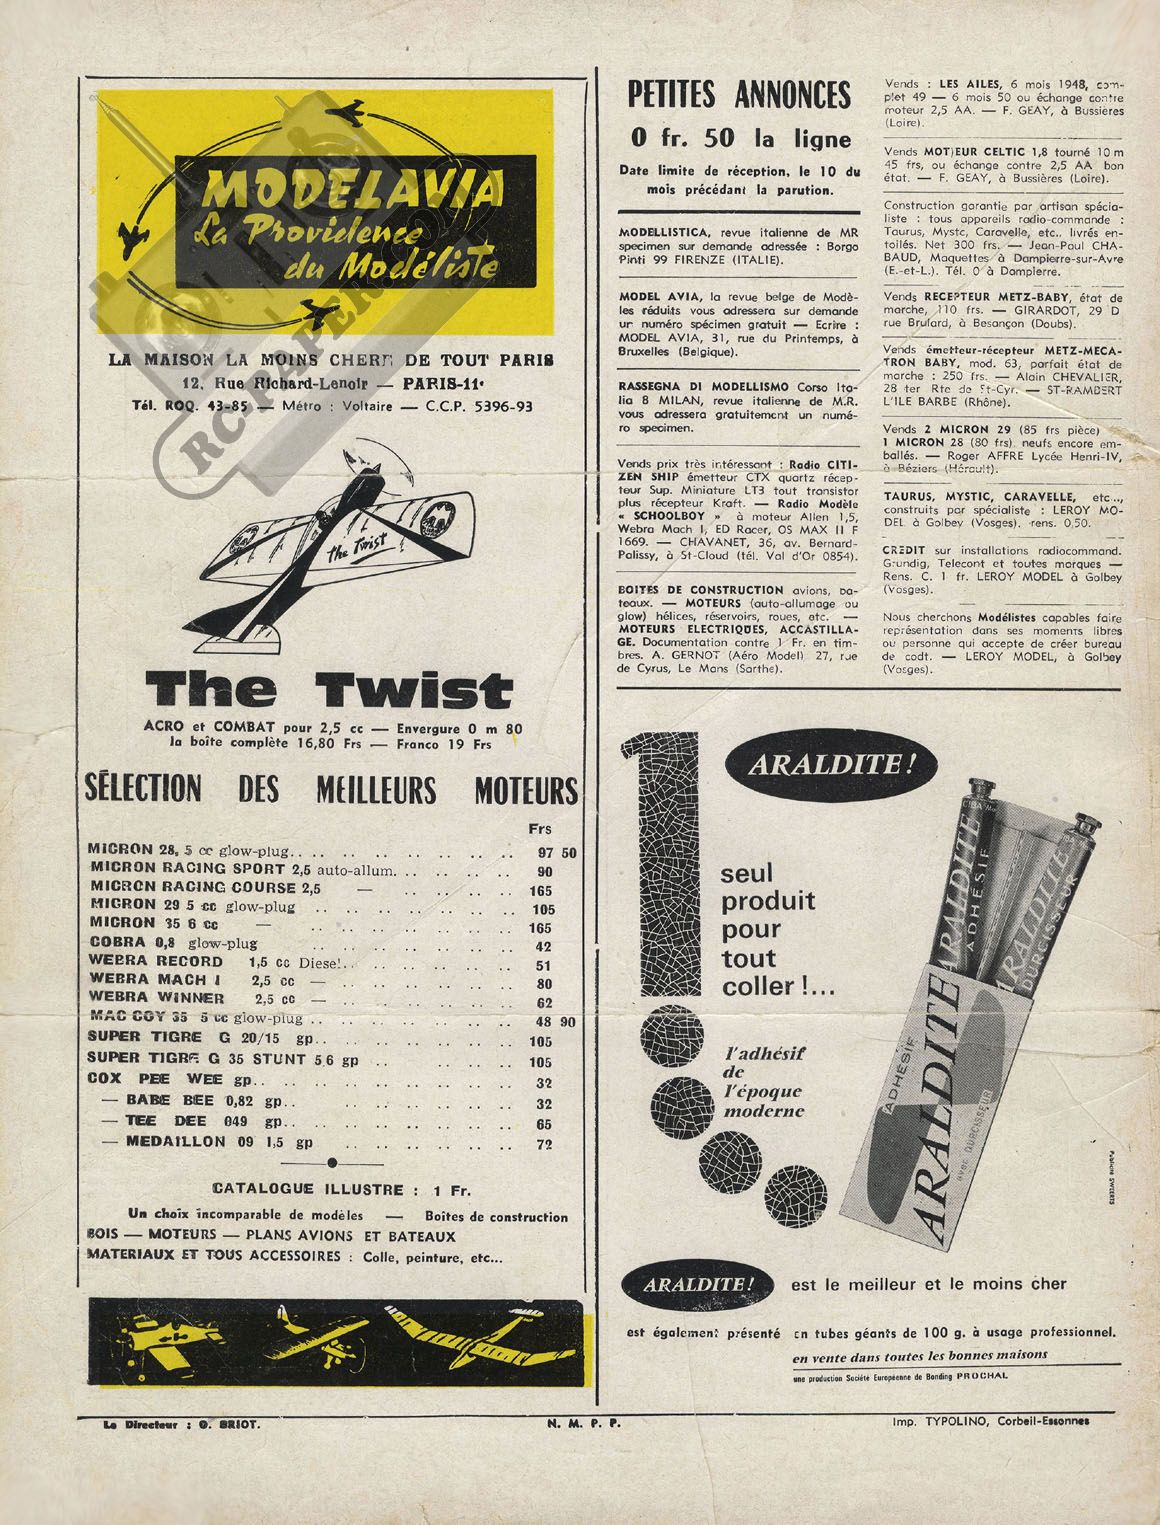 MODELAVIA
La Providence
du Modéliste
LA MAISON LA MOINS CHERE DE TOUT PARIS
12, Rue Richard-Lenoir — PARIS-11e
Tél. ROQ. 43-85 — Métro : Voltaire — C.C.P. 5396-93
RC-PAPER.COM
the Twist
The Twist
ACRO et COMBAT pour 2,5 cc — Envergure 0 m 80
la boîte complète 16,80 Frs — Franco 19 Frs
SÉLECTION DES MEILLEURS MOTEURS
Frs
MICRON 28, 5 cc glow-plug.. .. .. .. .. .. .. .. 97 50
MICRON RACING SPORT 2,5 auto-allum. .. .. .. .. 90
MICRON RACING COURSE 2,5 — .. .. .. .. 165
MICRON 29 5 cc glow-plug .. .. .. .. .. .. .. 105
MICRON 35 6 cc — .. .. .. .. .. .. .. 165
COBRA 0,8 glow-plug .. .. .. .. .. .. .. 42
WEBRA RECORD 1,5 cc Diesel.. .. .. .. .. .. 51
WEBRA MACH I 2,5 cc — .. .. .. .. .. .. 80
WEBRA WINNER 2,5 cc — .. .. .. .. .. .. 62
MAC COY 35 5 cc glow-plug .. .. .. .. .. .. .. 48 90
SUPER TIGRE G 20/15 gp.. .. .. .. .. .. .. 105
SUPER TIGRE G 35 STUNT 5,6 gp .. .. .. .. .. 105
COX PEE WEE gp.. .. .. .. .. .. .. .. .. 32
— BABE BEE 0,82 gp.. .. .. .. .. .. .. 32
— TEE DEE 049 gp.. .. .. .. .. .. .. 65
— MEDAILLON 09 1,5 gp .. .. .. .. .. .. 72
CATALOGUE ILLUSTRE : 1 Fr.
Un choix incomparable de modèles — Boîtes de construction
BOIS — MOTEURS — PLANS AVIONS ET BATEAUX
MATERIAUX ET TOUS ACCESSOIRES : Colle, peinture, etc...
PETITES ANNONCES
0 fr. 50 la ligne
Date limite de réception, le 10 du
mois précédant la parution.
MODELLISTICA, revue italienne de MR
specimen sur demande adressée : Borgo
Pinti 99 FIRENZE (ITALIE).
MODEL AVIA, la revue belge de Modè-
les réduits vous adressera sur demande
un numéro spécimen gratuit — Ecrire :
MODEL AVIA, 31, rue du Printemps, à
Bruxelles (Belgique).
RASSEGNA DI MODELLISMO Corso Ita-
lia 8 MILAN, revue italienne de M.R.
vous adressera gratuitement un numé-
ro specimen.
Vends prix très intéressant : Radio CITI-
ZEN SHIP émetteur CTX quartz récep-
teur Sup. Miniature LT3 tout transistor
plus récepteur Kraft. — Radio Modèle
« SCHOOLBOY » à moteur Allen 1,5,
Webra Mach I, ED Racer, OS MAX II F
1669. — CHAVANET, 36, av. Bernard-
Palissy, à St-Cloud (tél. Val d'Or 0854).
BOITES DE CONSTRUCTION avions, ba-
teaux. — MOTEURS (auto-allumage ou
glow) hélices, réservoirs, roues, etc. —
MOTEURS ELECTRIQUES, ACCASTILLA-
GE. Documentation contre 1 Fr. en tim-
bres. A. GERNOT (Aéro Model) 27, rue
de Cyrus, Le Mans (Sarthe).
Vends : LES AILES, 6 mois 1948, com-
plet 49 — 6 mois 50 ou échange contre
moteur 2,5 AA. — F. GEAY, à Bussieres
(Loire).
Vends MOTJEUR CELTIC 1,8 tourné 10 m
45 frs, ou échange contre 2,5 AA bon
état. — F. GEAY, à Bussières (Loire).
Construction garantie par artisan spécia-
liste : tous appareils radio-commande :
Taurus, Mystc, Caravelle, etc.. livrés en-
toilés. Net 300 frs. — Jean-Paul CHA-
BAUD, Maquettes à Dampierre-sur-Avre
(E.-et-L.). Tél. 0 à Dampierre.
Vends RECEPTEUR METZ-BABY, état de
marche, 110 frs. — GIRARDOT, 29 D
rue Brulard, à Besançon (Doubs).
Vends émetteur-récepteur METZ-MECA-
TRON BABY, mod. 63, parfait état de
marche : 250 frs. — Alain CHEVALIER,
28 ter Rte de St-Cyr. — ST-RAMBERT
L'ILE BARBE (Rhône).
Vends 2 MICRON 29 (85 frs pièce)
1 MICRON 28 (80 frs) neufs encore em-
ballés. — Roger AFFRE Lycée Henri-IV,
à Béziers (Hérault).
TAURUS, MYSTIC, CARAVELLE, etc...,
construits par spécialiste : LEROY MO-
DEL à Golbey (Vosges). rens. 0,50.
CREDIT sur installations radiocommand.
Grundig, Telecont et toutes marques —
Rens. C. 1 fr. LEROY MODEL à Golbey
(Vosges).
Nous cherchons Modélistes capables faire
représentation dans ses moments libres
ou personne qui accepte de créer bureau
de codt. — LEROY MODEL, à Golbey
(Vosges).
1
ARALDITE!
seul
produit
pour
tout
coller !...
l'adhésif
de
l'époque
moderne
CIBA
ARALDITE
ADHÉSIF
ARALDITE
DURCISSEUR
ADHÉSIF
ARALDITE
avec DURCISSEUR
Publicité SWEERTS
ARALDITE! est le meilleur et le moins cher
est également présenté en tubes géants de 100 g. à usage professionnel.
en vente dans toutes les bonnes maisons
une production Société Européenne de Bonding PROCHAL
Le Directeur : G. BRIOT.
N. M. P. P.
Imp. TYPOLINO, Corbeil-Essonnes